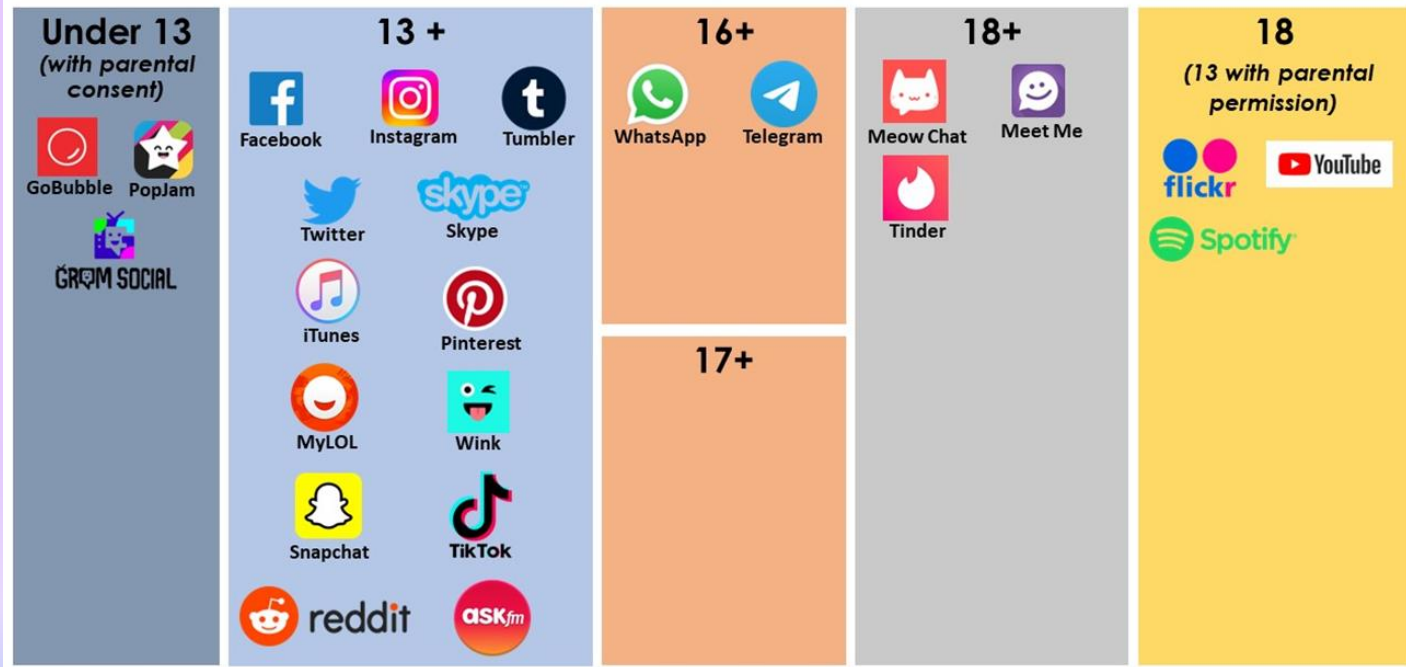 Under 13
(with parental
consent)
GoBubble PopJam
GROM SOCIAL
13 +
f
t
Facebook Instagram Tumbler
skype
Twitter Skype
iTunes Pinterest
MyLOL Wink
Snapchat TikTok
reddit ASKfm
16+
WhatsApp Telegram
17+
18+
Meow Chat Meet Me
Tinder
18
(13 with parental
permission)
flickr YouTube
Spotify